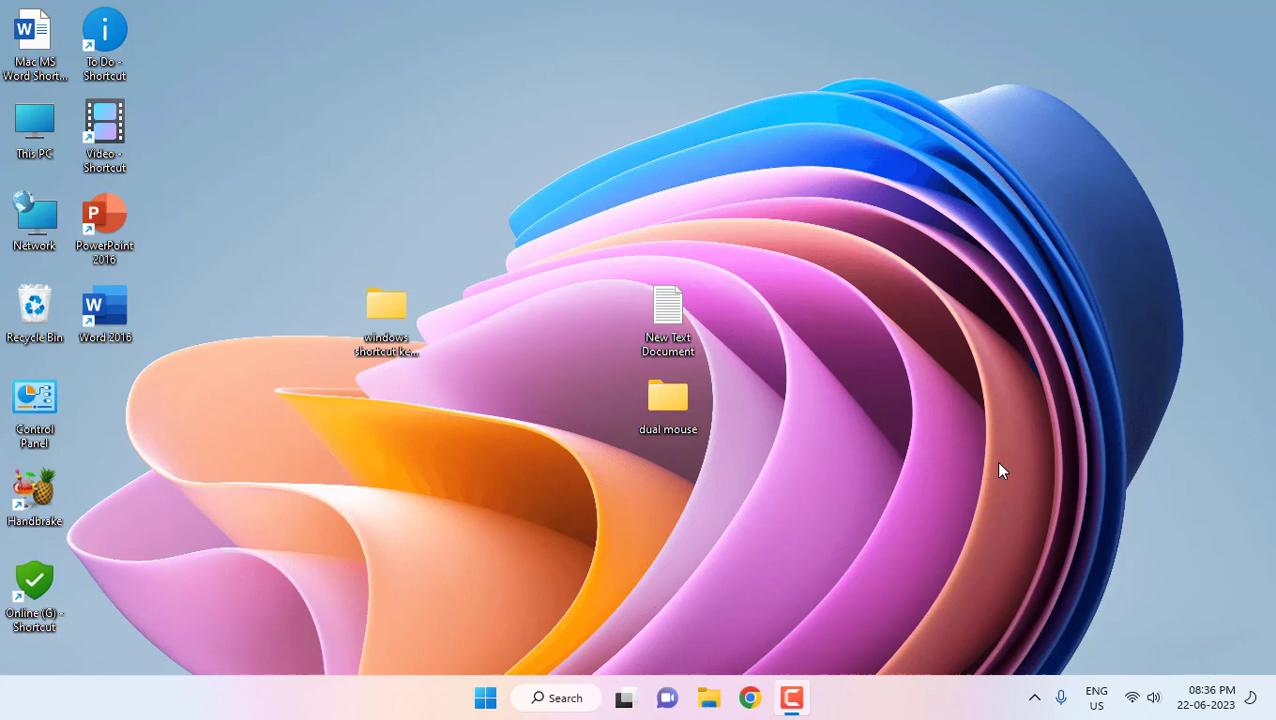 Mac MS
Word Short...
To Do -
Shortcut
This PC
Video -
Shortcut
Network
PowerPoint
2016
Recycle Bin
Word 2016
windows
shortcut ke...
New Text
Document
Control
Panel
dual mouse
Handbrake
Online (G) -
Shortcut
Search
ENG
US
08:36 PM
22-06-2023